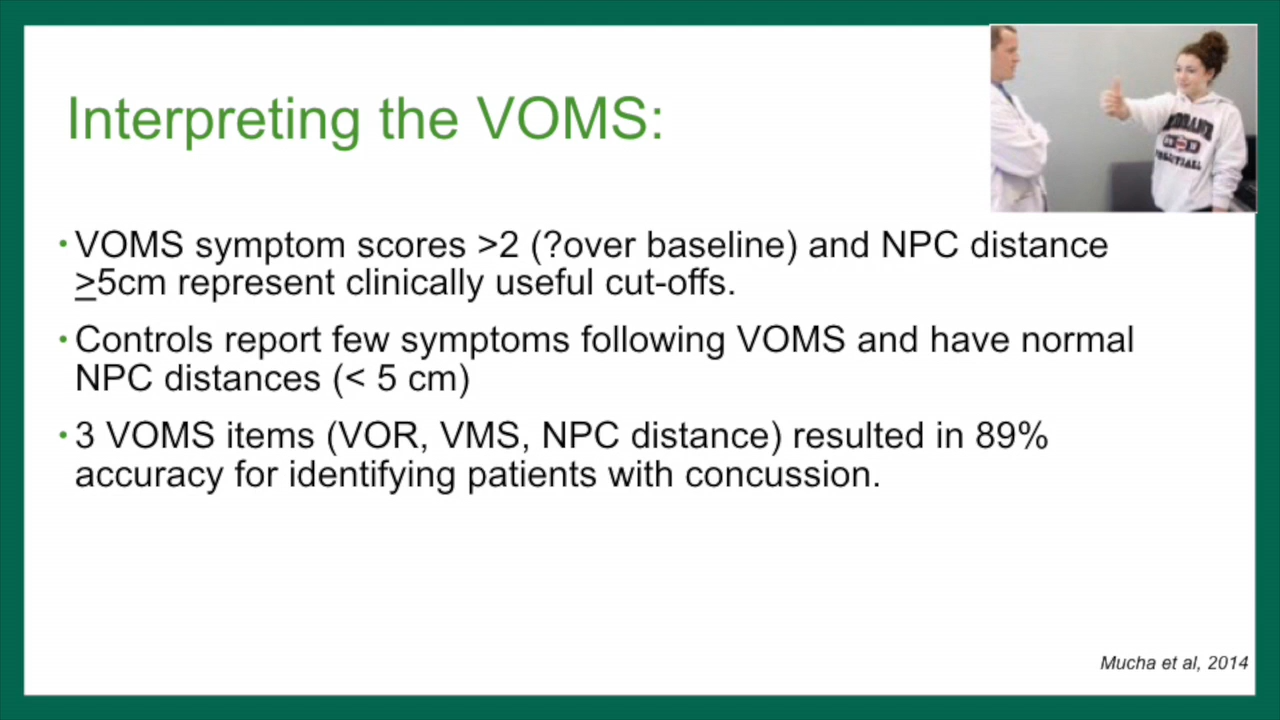 Interpreting the VOMS:
• VOMS symptom scores >2 (?over baseline) and NPC distance
≥5cm represent clinically useful cut-offs.
• Controls report few symptoms following VOMS and have normal
NPC distances (< 5 cm)
• 3 VOMS items (VOR, VMS, NPC distance) resulted in 89%
accuracy for identifying patients with concussion.
Mucha et al, 2014